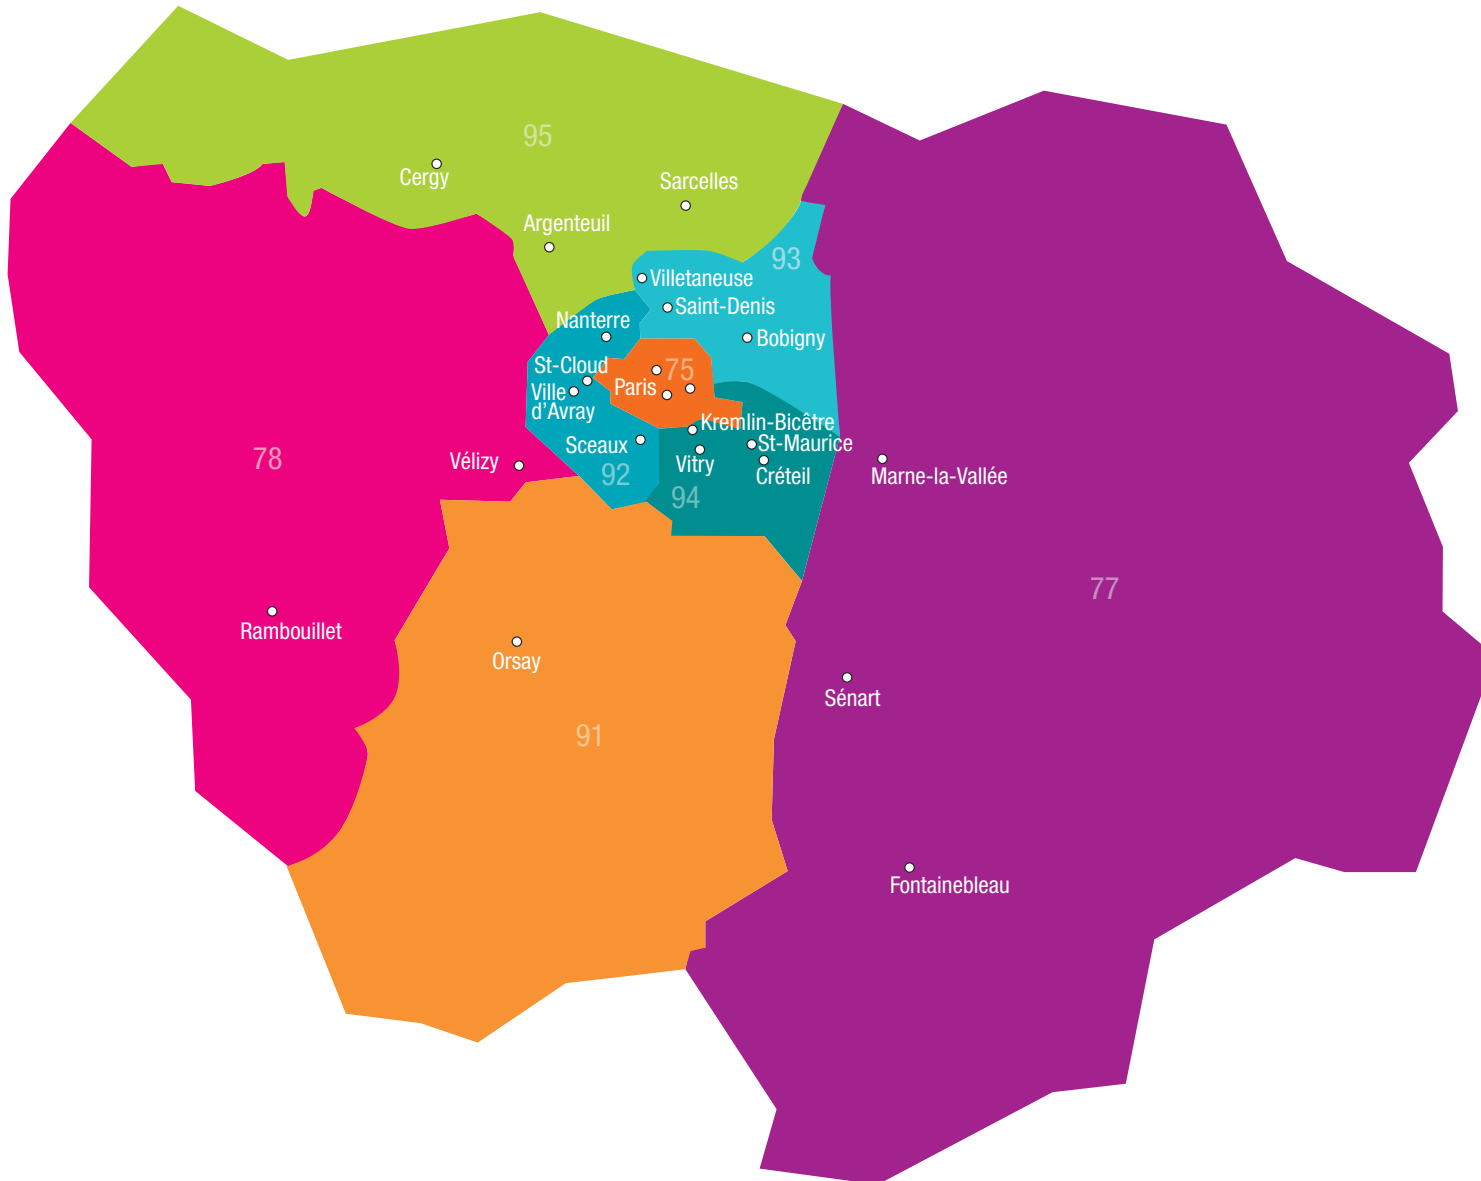 95
Cergy
Sarcelles
Argenteuil
93
Villetaneuse
Saint-Denis
Nanterre
Bobigny
St-Cloud
75
Paris
Ville
d'Avray
Kremlin-Bicêtre
Sceaux
St-Maurice
78
Vélizy
Vitry
92
Créteil
Marne-la-Vallée
94
77
Rambouillet
Orsay
Sénart
91
Fontainebleau